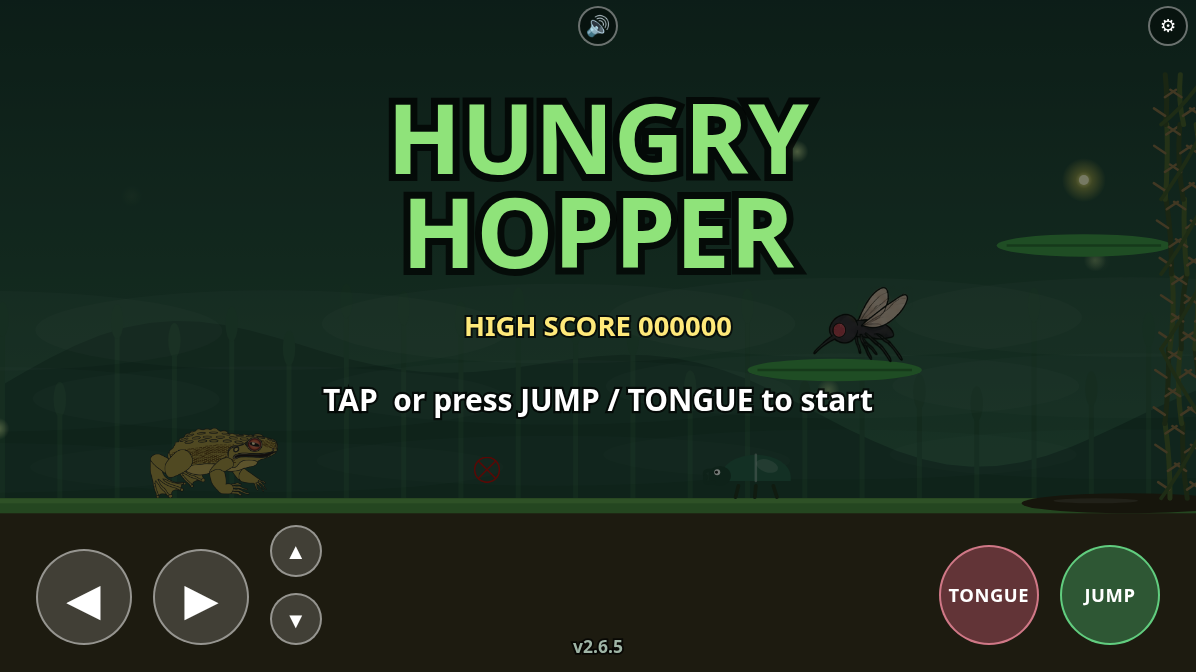 HUNGRY
HOPPER
HIGH SCORE 000000
TAP or press JUMP / TONGUE to start
TONGUE
JUMP
v2.6.5